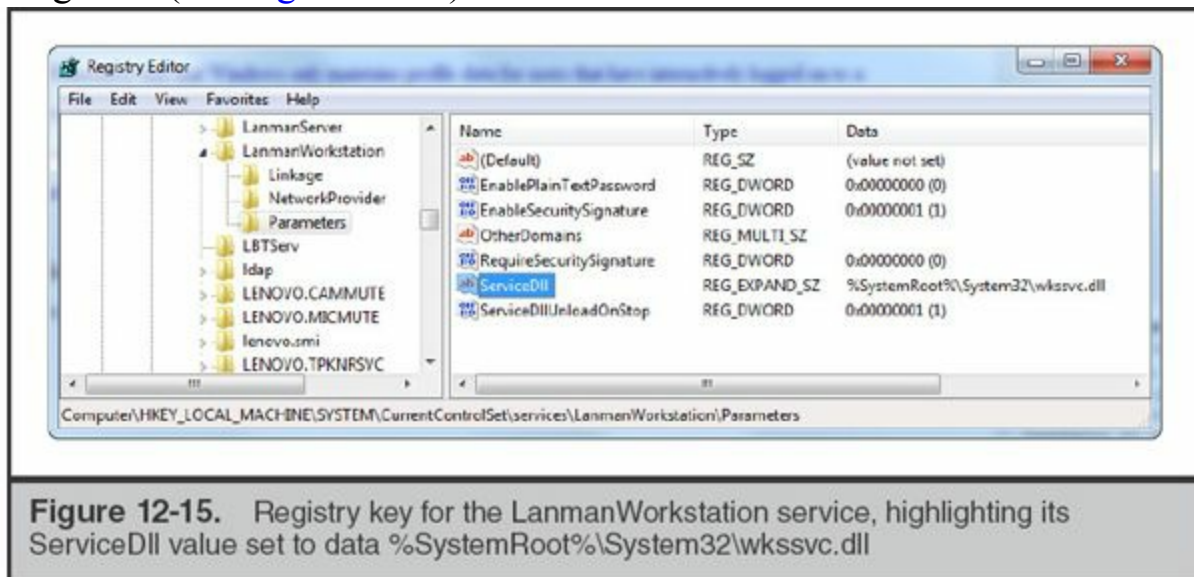 Registry Editor
File Edit View Favorites Help
LanmanServer
LanmanWorkstation
Linkage
NetworkProvider
Parameters
LBTServ
ldap
LENOVO.CAMMUTE
LENOVO.MICMUTE
lenovo.smi
LENOVO.TPKNRSVC
Name Type Data
(Default) REG_SZ (value not set)
EnablePlainTextPassword REG_DWORD 0x00000000 (0)
EnableSecuritySignature REG_DWORD 0x00000001 (1)
OtherDomains REG_MULTI_SZ
RequireSecuritySignature REG_DWORD 0x00000000 (0)
ServiceDll REG_EXPAND_SZ %SystemRoot%\System32\wkssvc.dll
ServiceDllUnloadOnStop REG_DWORD 0x00000001 (1)
Computer\HKEY_LOCAL_MACHINE\SYSTEM\CurrentControlSet\services\LanmanWorkstation\Parameters
Figure 12-15. Registry key for the LanmanWorkstation service, highlighting its
ServiceDll value set to data %SystemRoot%\System32\wkssvc.dll